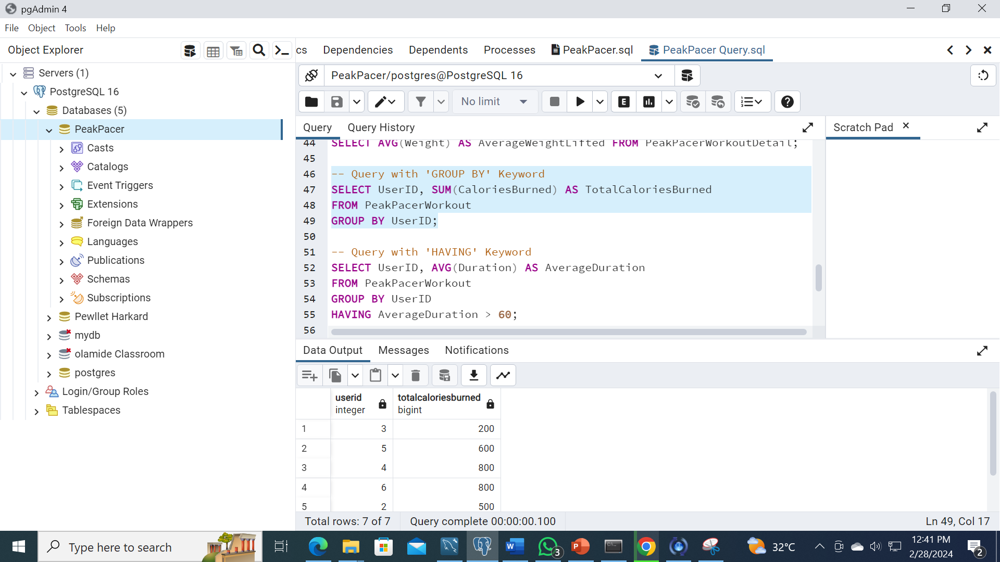 pgAdmin 4
File Object Tools Help
Object Explorer
cs Dependencies Dependents Processes PeakPacer.sql PeakPacer Query.sql
Servers (1)
PostgreSQL 16
Databases (5)
PeakPacer
Casts
Catalogs
Event Triggers
Extensions
Foreign Data Wrappers
Languages
Publications
Schemas
Subscriptions
Pewllet Harkard
mydb
olamide Classroom
postgres
Login/Group Roles
Tablespaces
PeakPacer/postgres@PostgreSQL 16
No limit
E
Query Query History
Scratch Pad
44 SELECT AVG(Weight) AS AverageWeightLifted FROM PeakPacerWorkoutDetail;
45
46 -- Query with 'GROUP BY' Keyword
47 SELECT UserID, SUM(CaloriesBurned) AS TotalCaloriesBurned
48 FROM PeakPacerWorkout
49 GROUP BY UserID;
50
51 -- Query with 'HAVING' Keyword
52 SELECT UserID, AVG(Duration) AS AverageDuration
53 FROM PeakPacerWorkout
54 GROUP BY UserID
55 HAVING AverageDuration > 60;
56
Data Output Messages Notifications
userid totalcaloriesburned
integer bigint
1 3 200
2 5 600
3 4 800
4 6 800
5 2 500
Total rows: 7 of 7 Query complete 00:00:00.100 Ln 49, Col 17
Type here to search
3
32°C
12:41 PM
2/28/2024
2